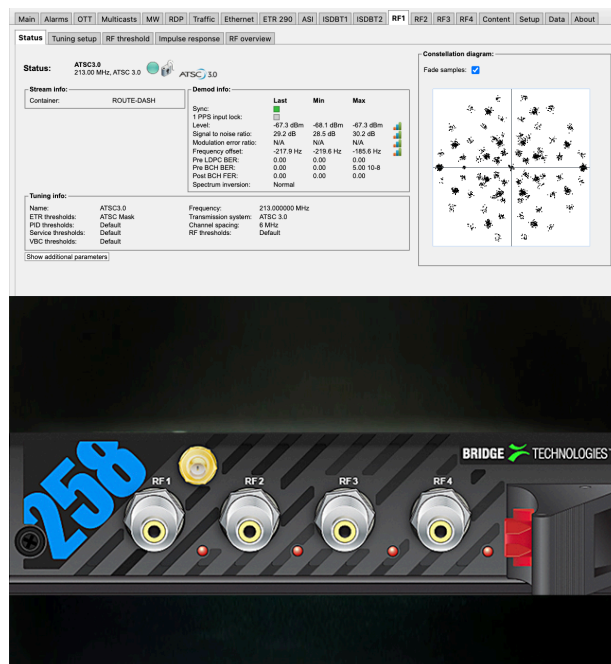 Main Alarms OTT Multicasts MW RDP Traffic Ethernet ETR 290 ASI ISDBT1 ISDBT2 RF1 RF2 RF3 RF4 Content Setup Data About
Status Tuning setup RF threshold Impulse response RF overview
Status: ATSC3.0
213.00 MHz, ATSC 3.0
ATSC 3.0
Stream info:
Container: ROUTE-DASH
Demod info:
Last Min Max
Sync:
1 PPS input lock:
Level: -67.3 dBm -68.1 dBm -67.3 dBm
Signal to noise ratio: 29.2 dB 28.5 dB 30.2 dB
Modulation error ratio: N/A N/A N/A
Frequency offset: -217.9 Hz -219.6 Hz -185.6 Hz
Pre LDPC BER: 0.00 0.00 0.00
Pre BCH BER: 0.00 0.00 5.00 10-8
Post BCH FER: 0.00 0.00 0.00
Spectrum inversion: Normal
Tuning info:
Name: ATSC3.0 Frequency: 213.000000 MHz
ETR thresholds: ATSC Mask Transmission system: ATSC 3.0
PID thresholds: Default Channel spacing: 6 MHz
Service thresholds: Default RF thresholds: Default
VBC thresholds: Default
Show additional parameters
Constellation diagram:
Fade samples:
258
BRIDGE TECHNOLOGIES
RF1 RF2 RF3 RF4